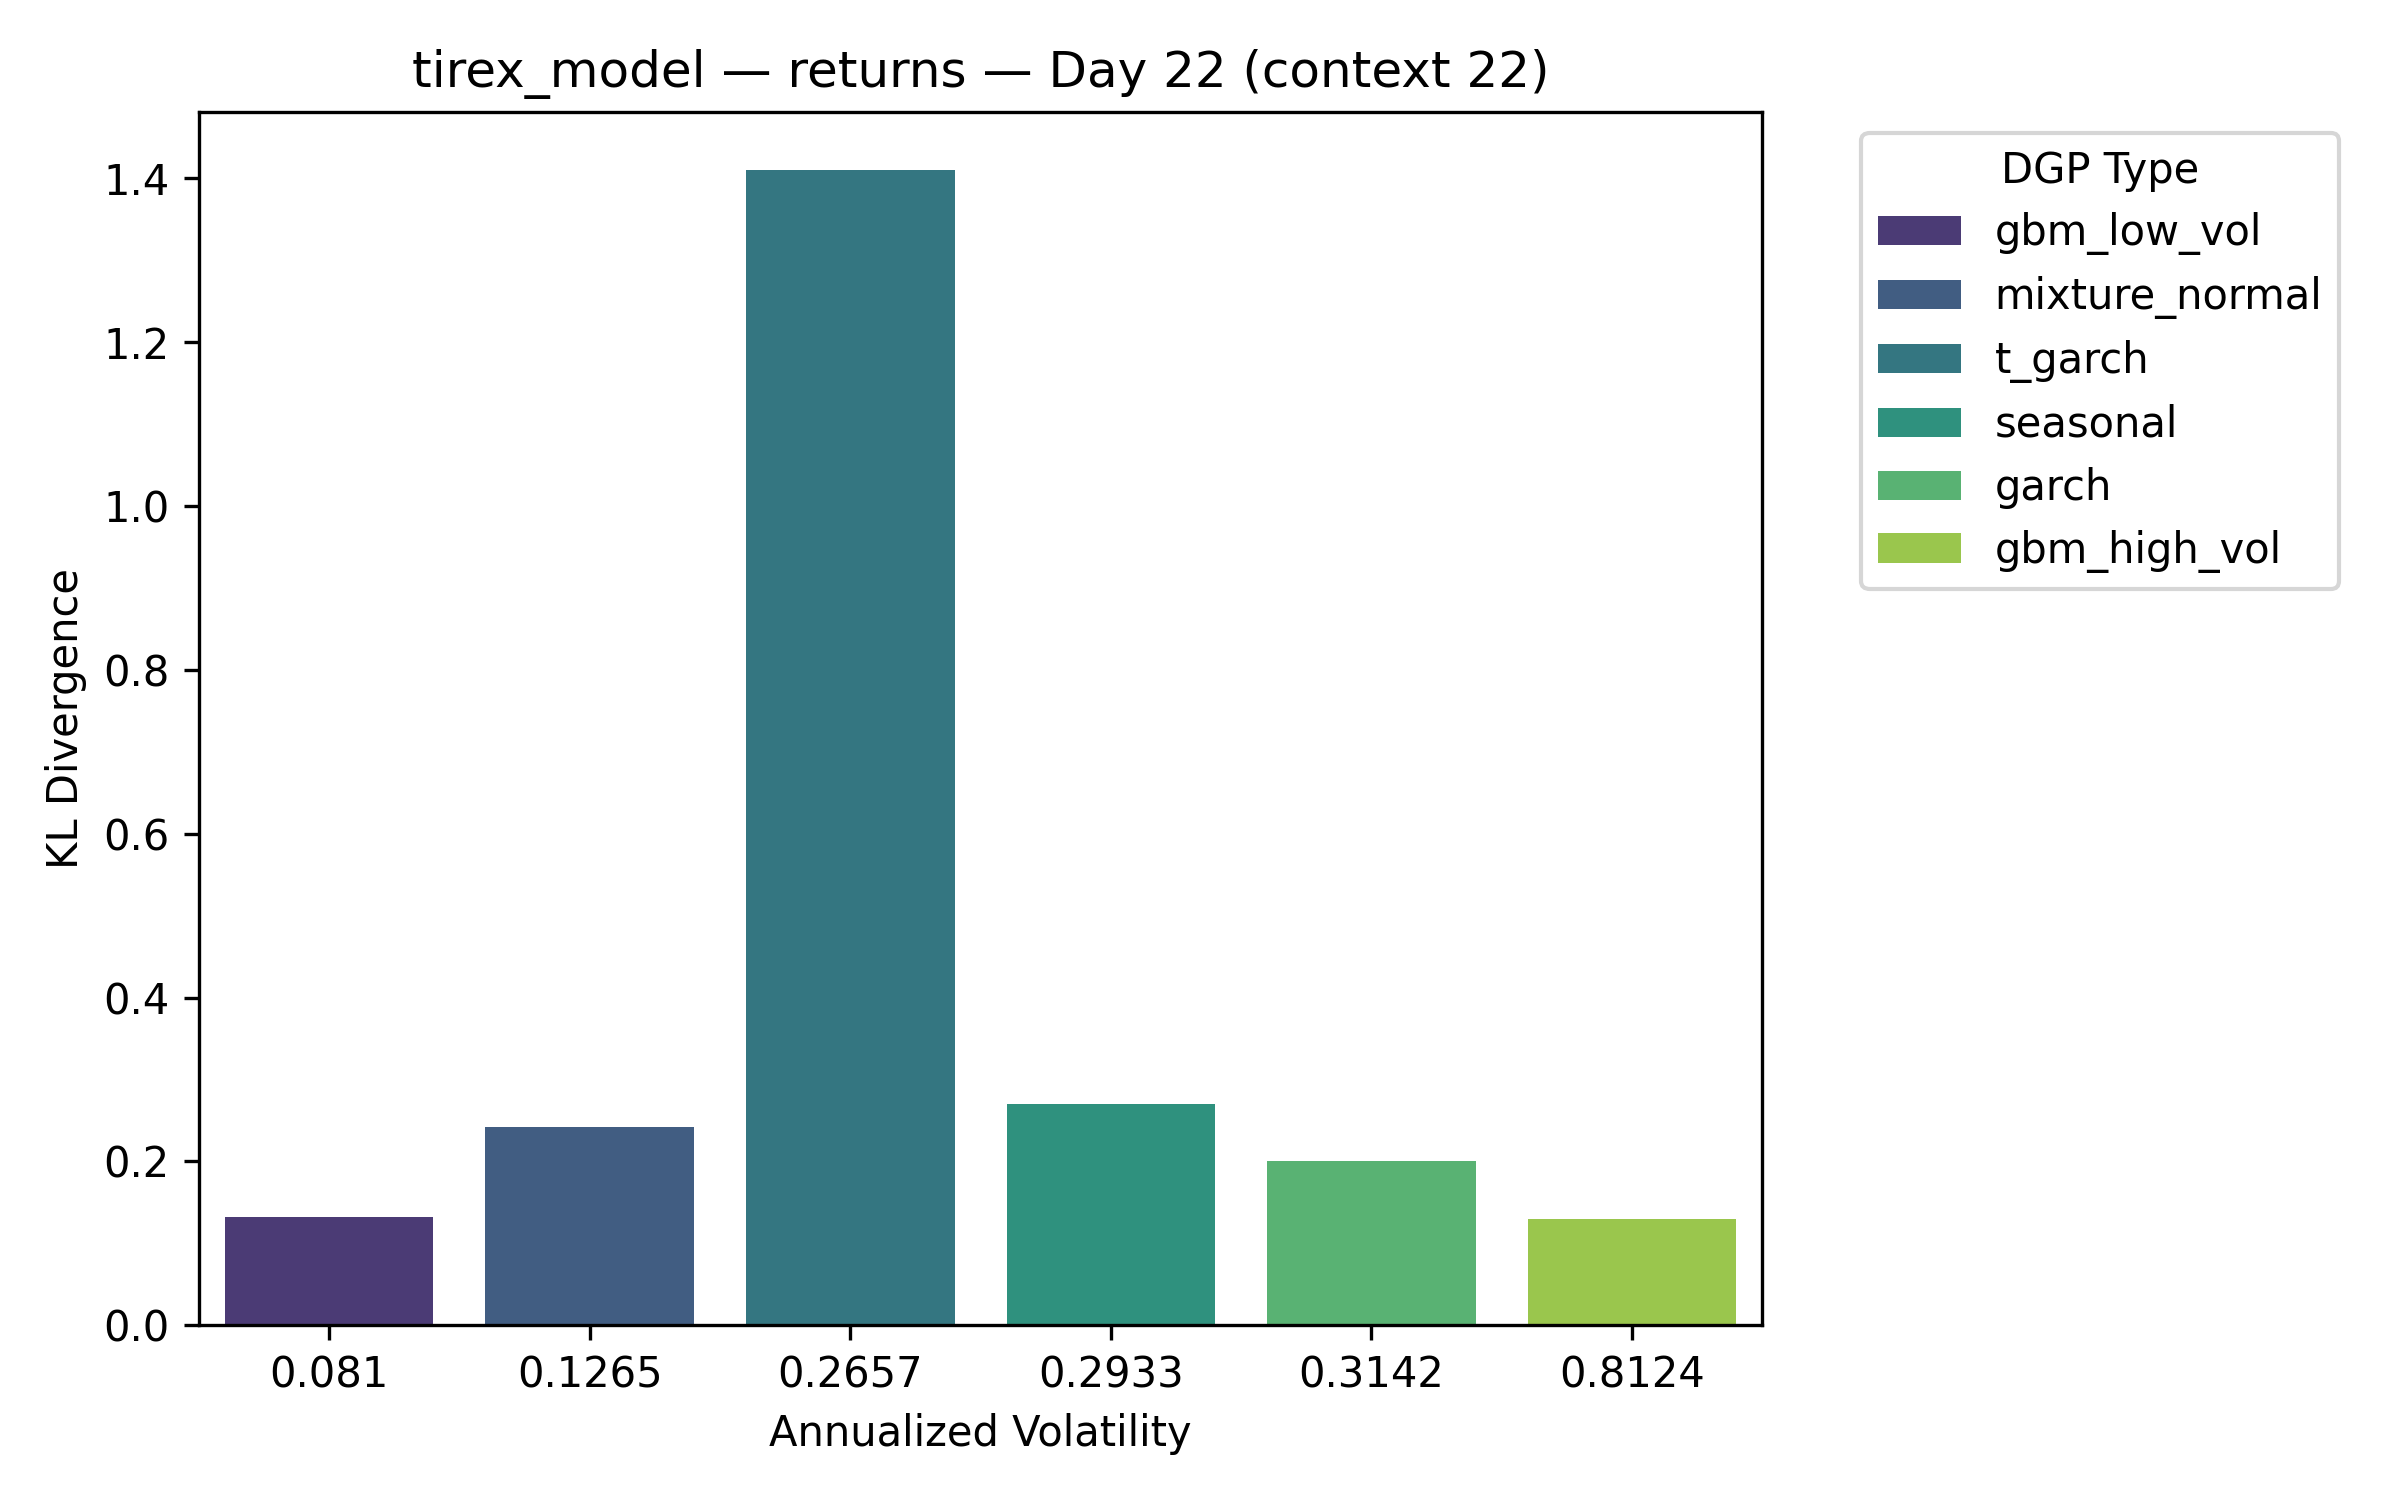 tirex_model — returns — Day 22 (context 22)
KL Divergence
1.4
1.2
1.0
0.8
0.6
0.4
0.2
0.0
0.081 0.1265 0.2657 0.2933 0.3142 0.8124
Annualized Volatility
DGP Type
gbm_low_vol
mixture_normal
t_garch
seasonal
garch
gbm_high_vol